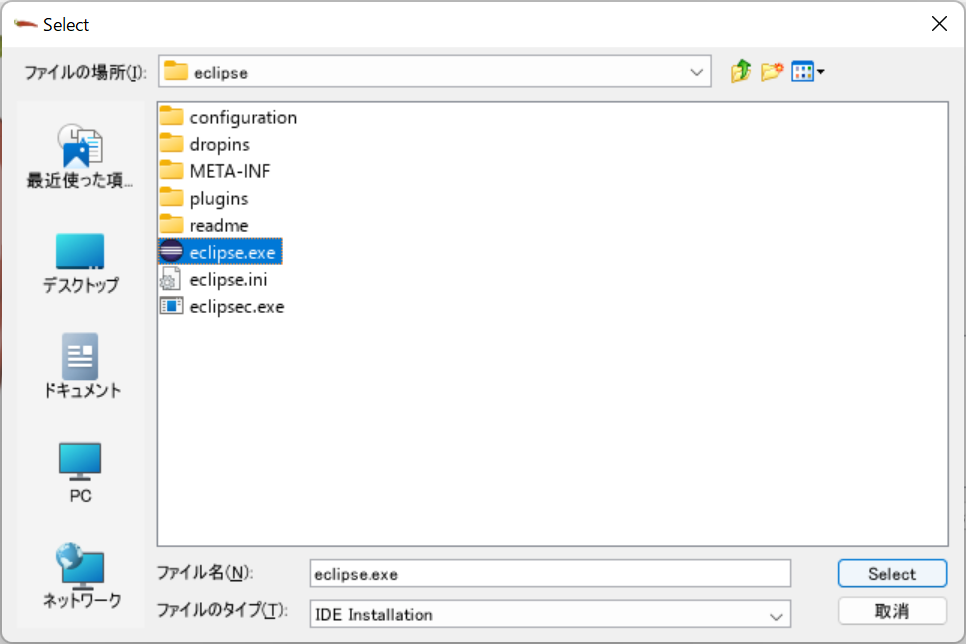 Select
ファイルの場所(I):
eclipse
最近使った項...
デスクトップ
ドキュメント
PC
ネットワーク
configuration
dropins
META-INF
plugins
readme
eclipse.exe
eclipse.ini
eclipsec.exe
ファイル名(N):
eclipse.exe
Select
ファイルのタイプ(T):
IDE Installation
取消